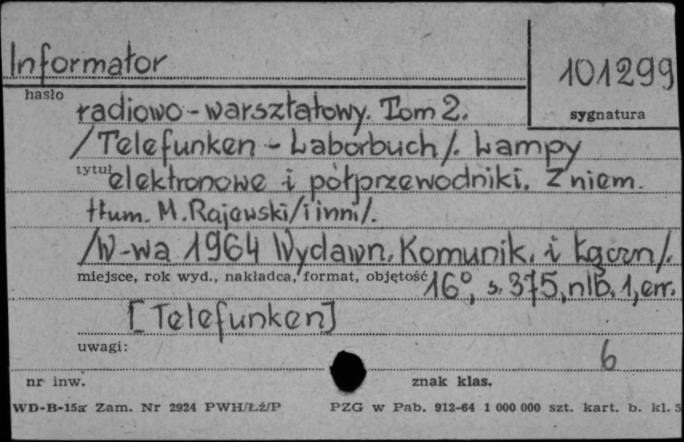 Informator
101299
hasło
sygnatura
radiowo-warsztatowy. Tom 2.
/Telefunken - Laborbuch/. Lampy
tytuł
elektronowe i półprzewodniki. Z niem.
tłum. M. Rajewski /i inni/.
/W-wa 1964 Wydawn. Komunik. i Łączn/.
miejsce, rok wyd., nakładca, format, objętość
16°, s. 375, nlb. 1, err.
[Telefunken]
uwagi:
6
nr inw.
znak klas.
WD-B-15a Zam. Nr 2924 PWH/Łź/P PZG w Pab. 912-64 1 000 000 szt. kart. b. kl. 5